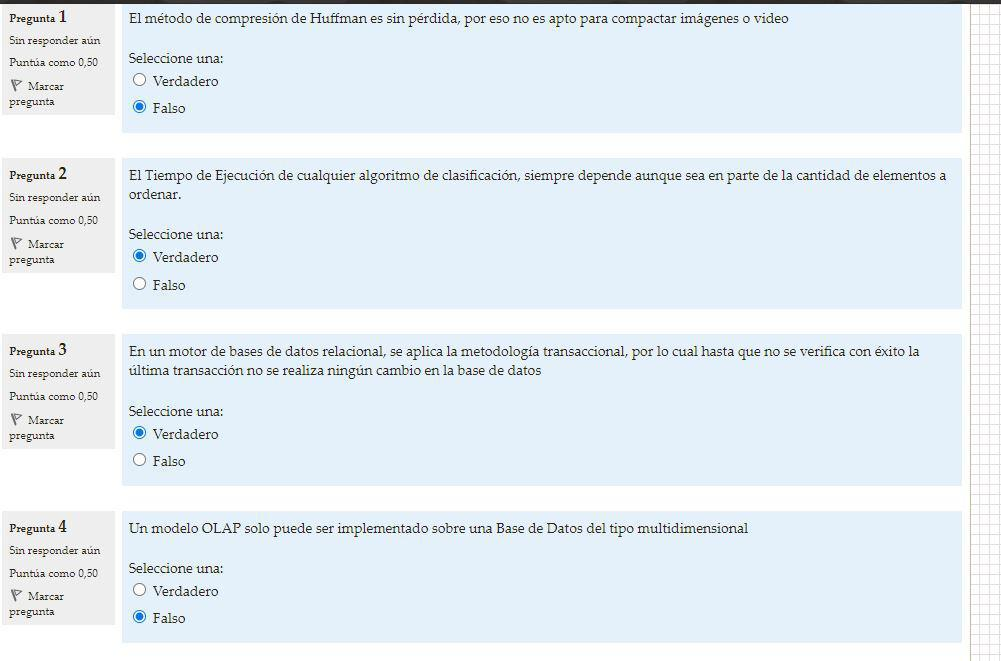 Pregunta 1
Sin responder aún
Puntúa como 0,50
Marcar
pregunta
El método de compresión de Huffman es sin pérdida, por eso no es apto para compactar imágenes o video
Seleccione una:
Verdadero
Falso
Pregunta 2
Sin responder aún
Puntúa como 0,50
Marcar
pregunta
El Tiempo de Ejecución de cualquier algoritmo de clasificación, siempre depende aunque sea en parte de la cantidad de elementos a
ordenar.
Seleccione una:
Verdadero
Falso
Pregunta 3
Sin responder aún
Puntúa como 0,50
Marcar
pregunta
En un motor de bases de datos relacional, se aplica la metodología transaccional, por lo cual hasta que no se verifica con éxito la
última transacción no se realiza ningún cambio en la base de datos
Seleccione una:
Verdadero
Falso
Pregunta 4
Sin responder aún
Puntúa como 0,50
Marcar
pregunta
Un modelo OLAP solo puede ser implementado sobre una Base de Datos del tipo multidimensional
Seleccione una:
Verdadero
Falso